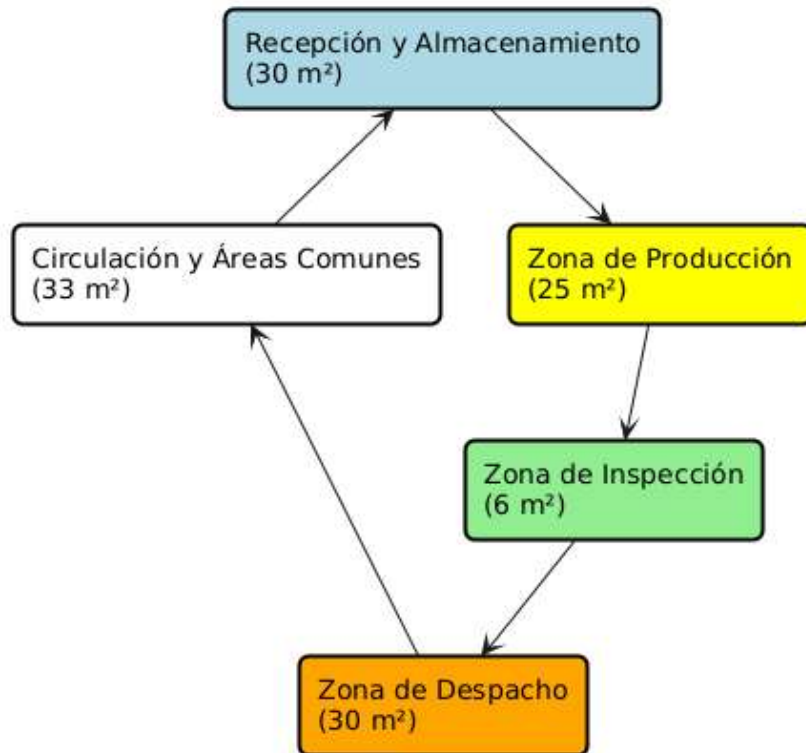 Recepción y Almacenamiento
(30 m²)
Circulación y Áreas Comunes
(33 m²)
Zona de Producción
(25 m²)
Zona de Inspección
(6 m²)
Zona de Despacho
(30 m²)